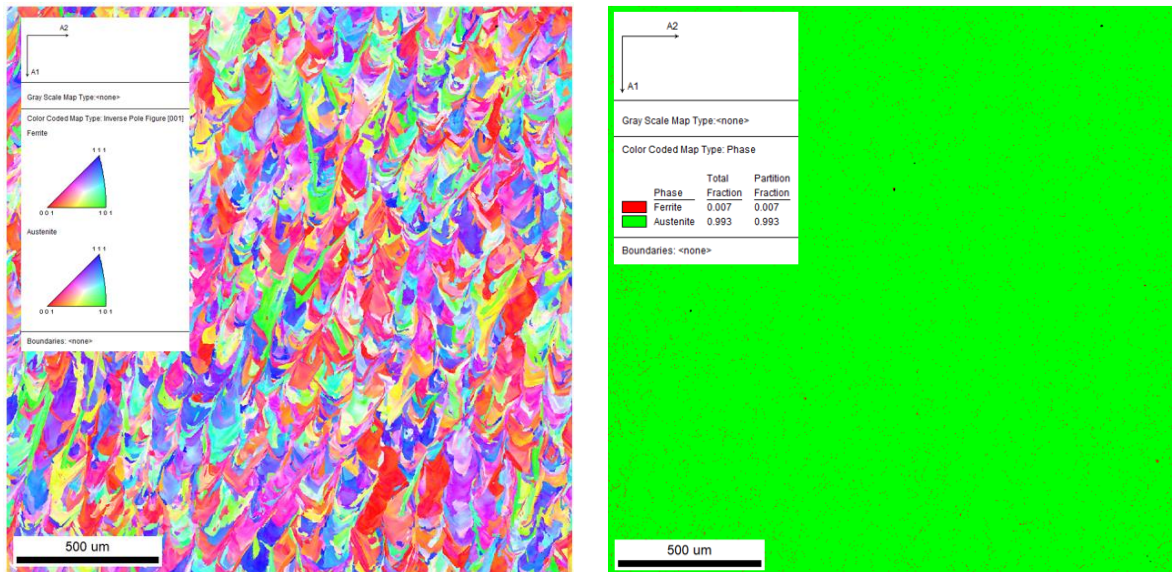 A2
A1
Gray Scale Map Type:<none>
Color Coded Map Type: Inverse Pole Figure [001]
Ferrite
1 1 1
0 0 1 1 0 1
Austenite
1 1 1
0 0 1 1 0 1
Boundaries: <none>
500 um
A2
A1
Gray Scale Map Type:<none>
Color Coded Map Type: Phase
Total Partition
Phase Fraction Fraction
Ferrite 0.007 0.007
Austenite 0.993 0.993
Boundaries: <none>
500 um